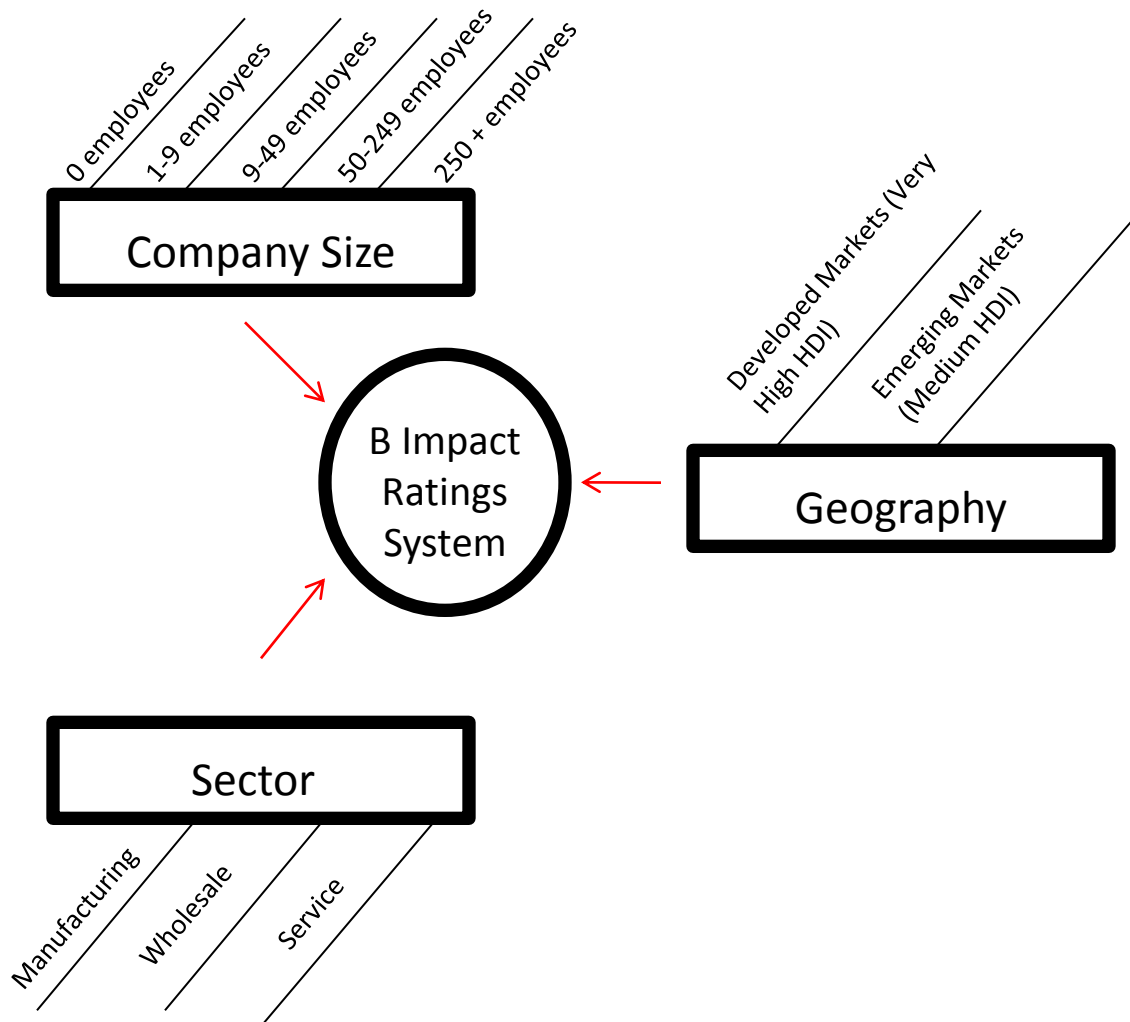 0 employees
1-9 employees
9-49 employees
50-249 employees
250 + employees
Company Size
Developed Markets (Very
High HDI)
Emerging Markets
(Medium HDI)
Geography
B Impact
Ratings
System
Sector
Manufacturing
Wholesale
Service